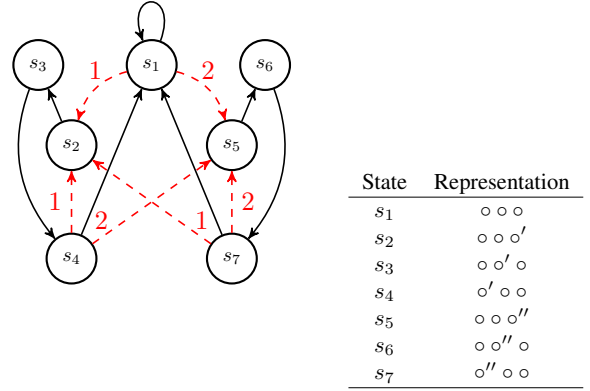 s₃ s₁ s₆
1 2
s₂ s₅
1 2 1 2
s₄ s₇
State Representation
s₁ ∘ ∘ ∘
s₂ ∘ ∘ ∘′
s₃ ∘ ∘′ ∘
s₄ ∘′ ∘ ∘
s₅ ∘ ∘ ∘″
s₆ ∘ ∘″ ∘
s₇ ∘″ ∘ ∘